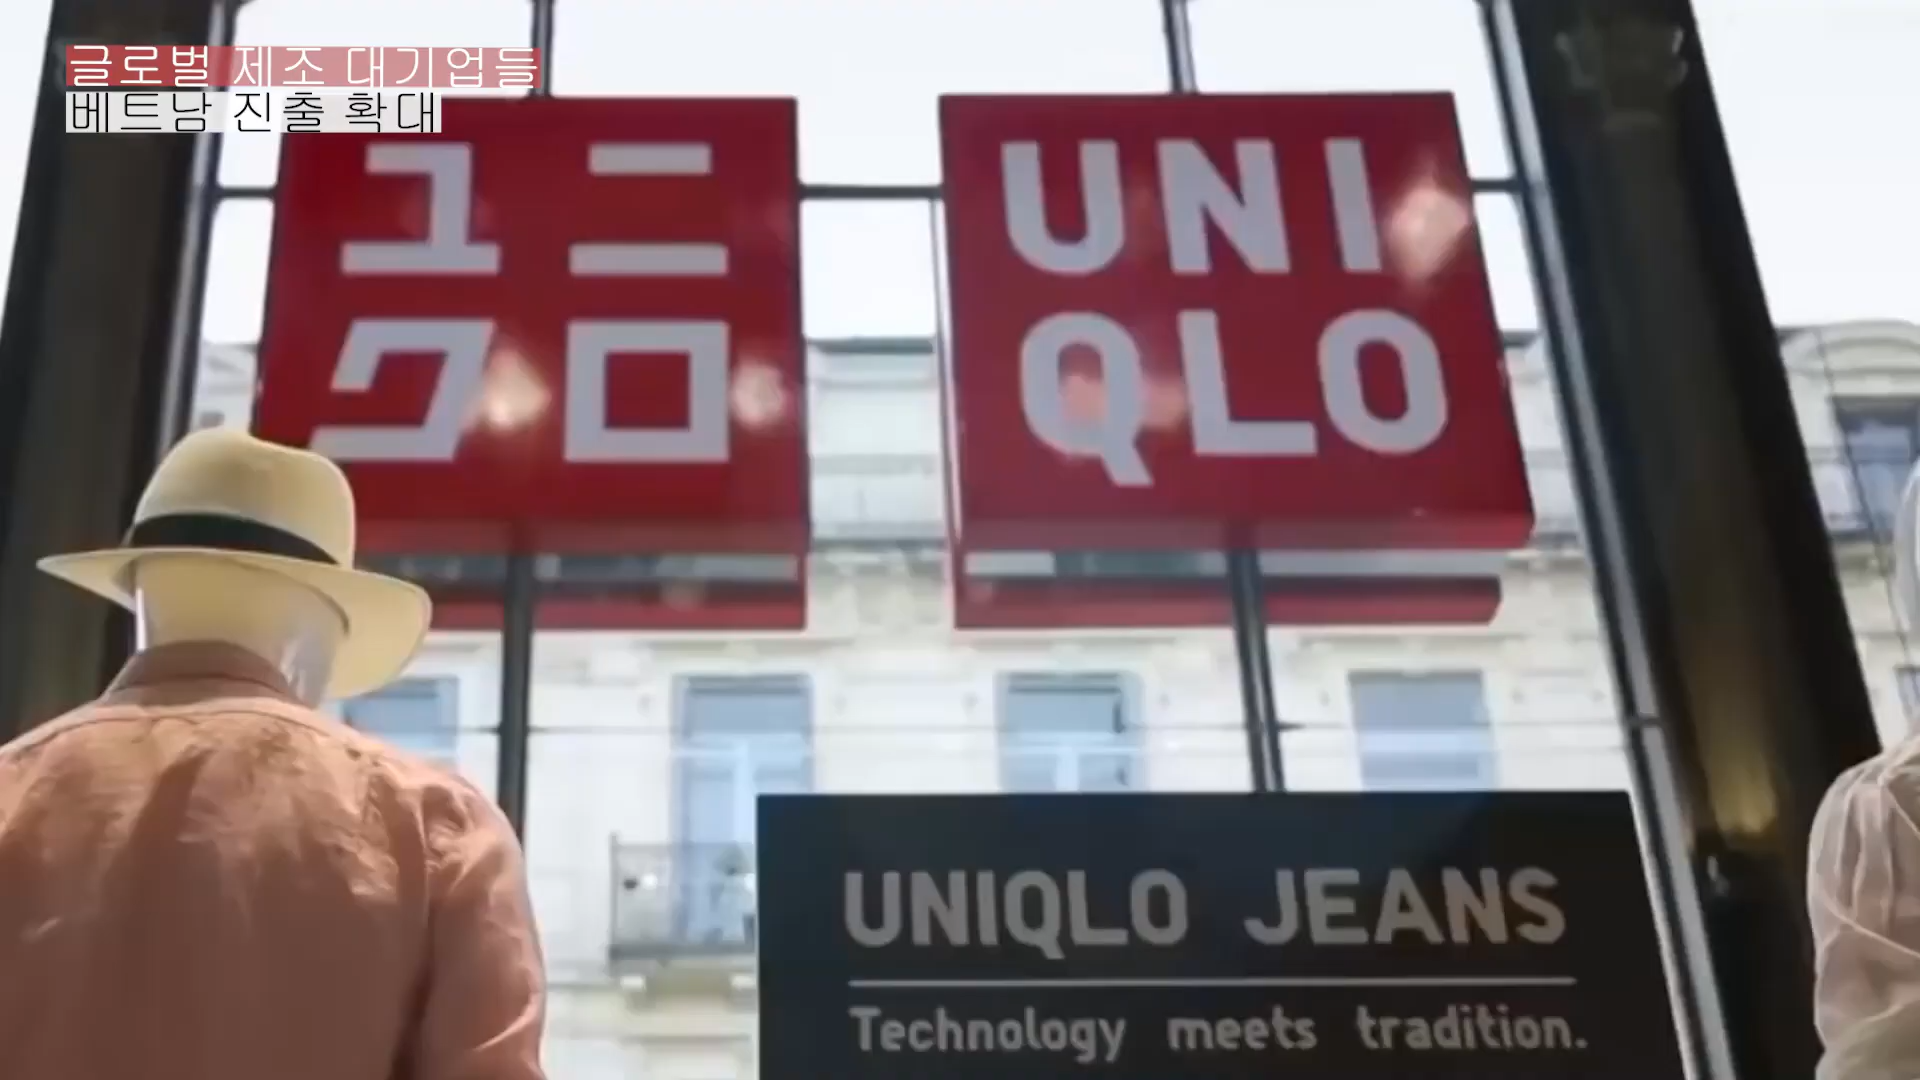 글로벌 제조 대기업들
베트남 진출 확대
ユニ
クロ
UNI
QLO
UNIQLO JEANS
Technology meets tradition.